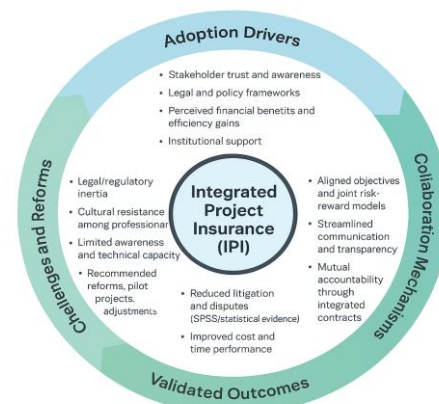 Adoption Drivers
• Stakeholder trust and awareness
• Legal and policy frameworks
• Perceived financial benefits and
efficiency gains
• Institutional support
Integrated
Project
Insurance
(IPI)
• Aligned objectives
and joint risk-
reward models
• Streamlined
communication
and transparency
• Mutual
accountability
through
integrated
contracts
Collaboration Mechanisms
• Reduced litigation
and disputes
(SPSS/statistical evidence)
• Improved cost and
time performance
Validated Outcomes
• Legal/regulatory
inertia
• Cultural resistance
among professionar
• Limited awareness
and technical capacity
• Recommended
reforms, pilot
projects,
adjustments
Challenges and Reforms